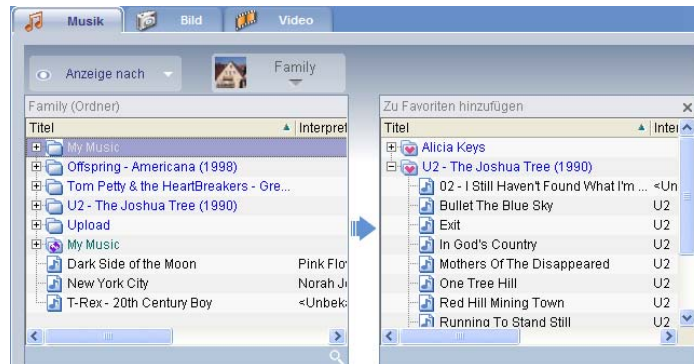 Musik Bild Video
Anzeige nach Family
Family (Ordner)
Titel Interpret
My Music
Offspring - Americana (1998)
Tom Petty & the HeartBreakers - Gre...
U2 - The Joshua Tree (1990)
Upload
My Music
Dark Side of the Moon Pink Flo
New York City Norah J
T-Rex - 20th Century Boy <Unbek
Zu Favoriten hinzufügen
Titel Inter
Alicia Keys
U2 - The Joshua Tree (1990)
02 - I Still Haven't Found What I'm ... <Un
Bullet The Blue Sky U2
Exit U2
In God's Country U2
Mothers Of The Disappeared U2
One Tree Hill U2
Red Hill Mining Town U2
Running To Stand Still U2